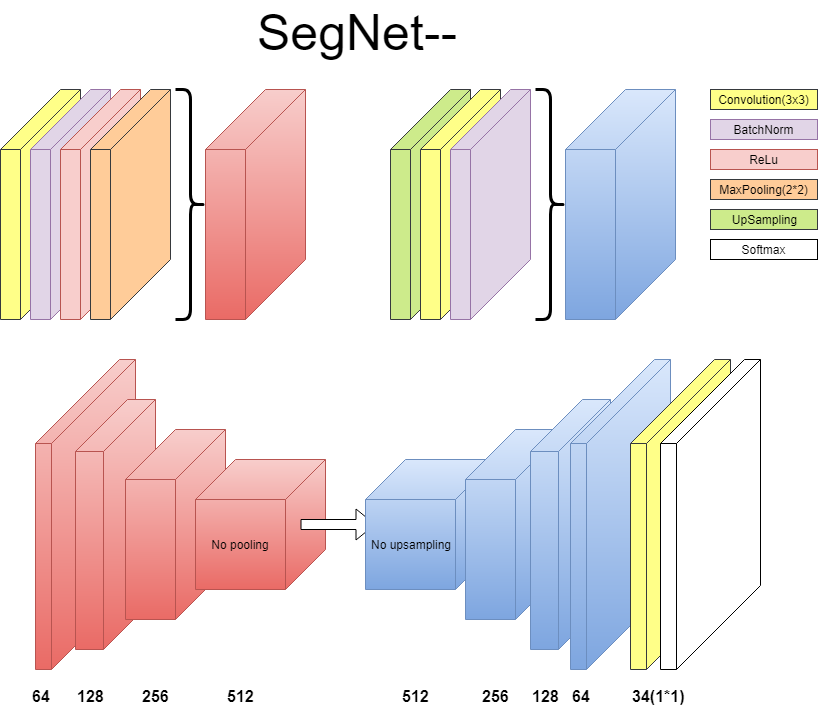 SegNet--
Convolution(3x3)
BatchNorm
ReLu
MaxPooling(2*2)
UpSampling
Softmax
No pooling
No upsampling
64 128 256 512 512 256 128 64 34(1*1)